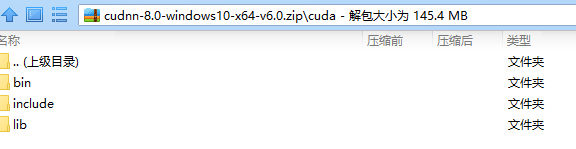 cudnn-8.0-windows10-x64-v6.0.zip\cuda - 解包大小为 145.4 MB
名称 压缩前 压缩后 类型
.. (上级目录) 文件夹
bin 文件夹
include 文件夹
lib 文件夹